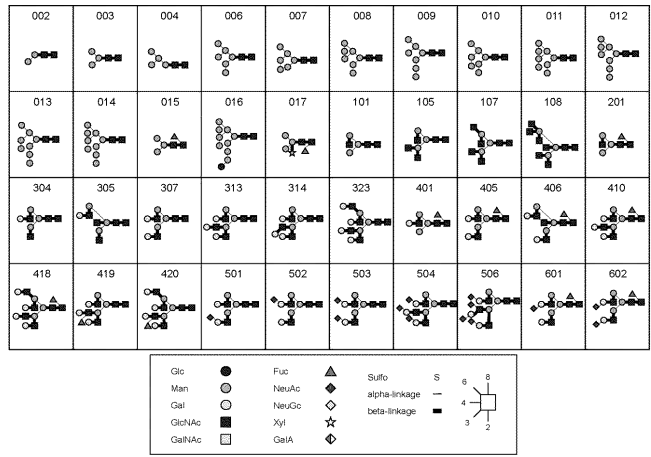 002 003 004 006 007 008 009 010 011 012
013 014 015 016 017 101 105 107 108 201
304 305 307 313 314 323 401 405 406 410
418 419 420 501 502 503 504 506 601 602
Glc Fuc Sulfo S 8
Man NeuAc alpha-linkage 6
Gal NeuGc beta-linkage 4
GlcNAc Xyl 3
GalNAc GalA 2